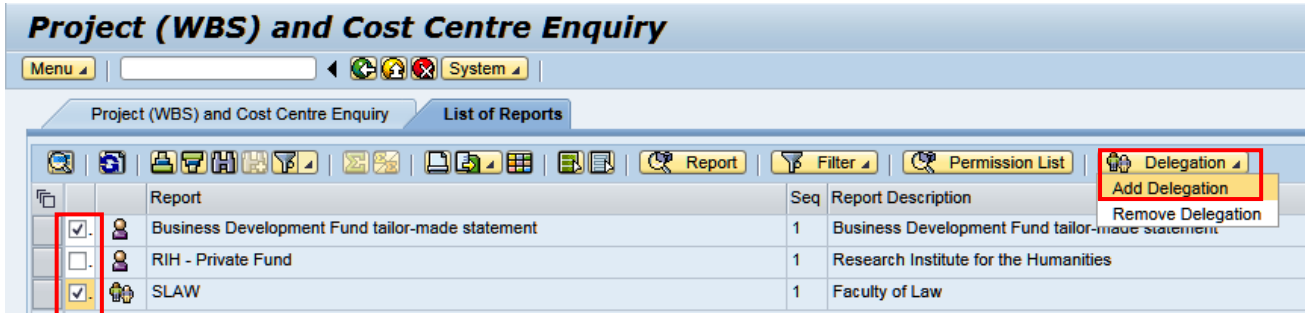 Project (WBS) and Cost Centre Enquiry
Menu System
Project (WBS) and Cost Centre Enquiry List of Reports
Report Filter Permission List Delegation
Add Delegation
Remove Delegation
Report Seq Report Description
Business Development Fund tailor-made statement 1 Business Development Fund tailor-made statement
RIH - Private Fund 1 Research Institute for the Humanities
SLAW 1 Faculty of Law